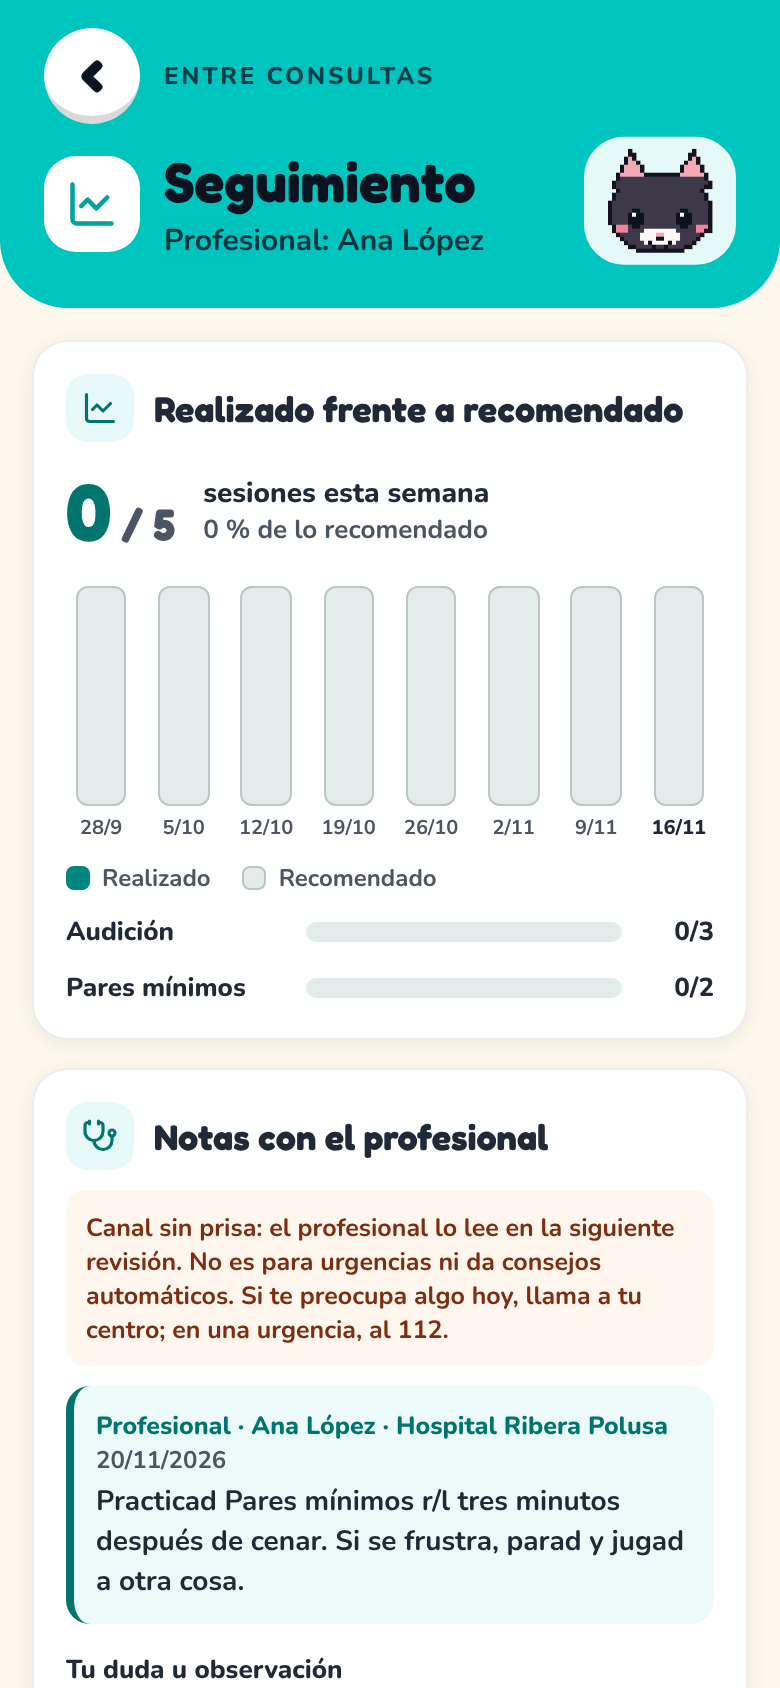 ENTRE CONSULTAS
Seguimiento
Profesional: Ana López
Realizado frente a recomendado
0 / 5
sesiones esta semana
0 % de lo recomendado
28/9 5/10 12/10 19/10 26/10 2/11 9/11 16/11
Realizado Recomendado
Audición 0/3
Pares mínimos 0/2
Notas con el profesional
Canal sin prisa: el profesional lo lee en la siguiente
revisión. No es para urgencias ni da consejos
automáticos. Si te preocupa algo hoy, llama a tu
centro; en una urgencia, al 112.
Profesional · Ana López · Hospital Ribera Polusa
20/11/2026
Practicad Pares mínimos r/l tres minutos
después de cenar. Si se frustra, parad y jugad
a otra cosa.
Tu duda u observación